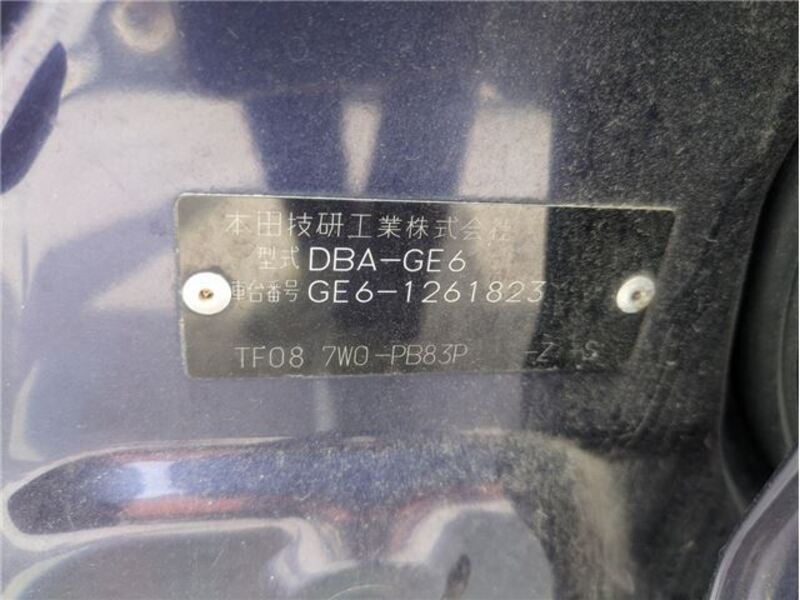 本田技研工業株式会社
型式 DBA-GE6
車台番号 GE6-1261823
TF08 7W0-PB83P -Z S